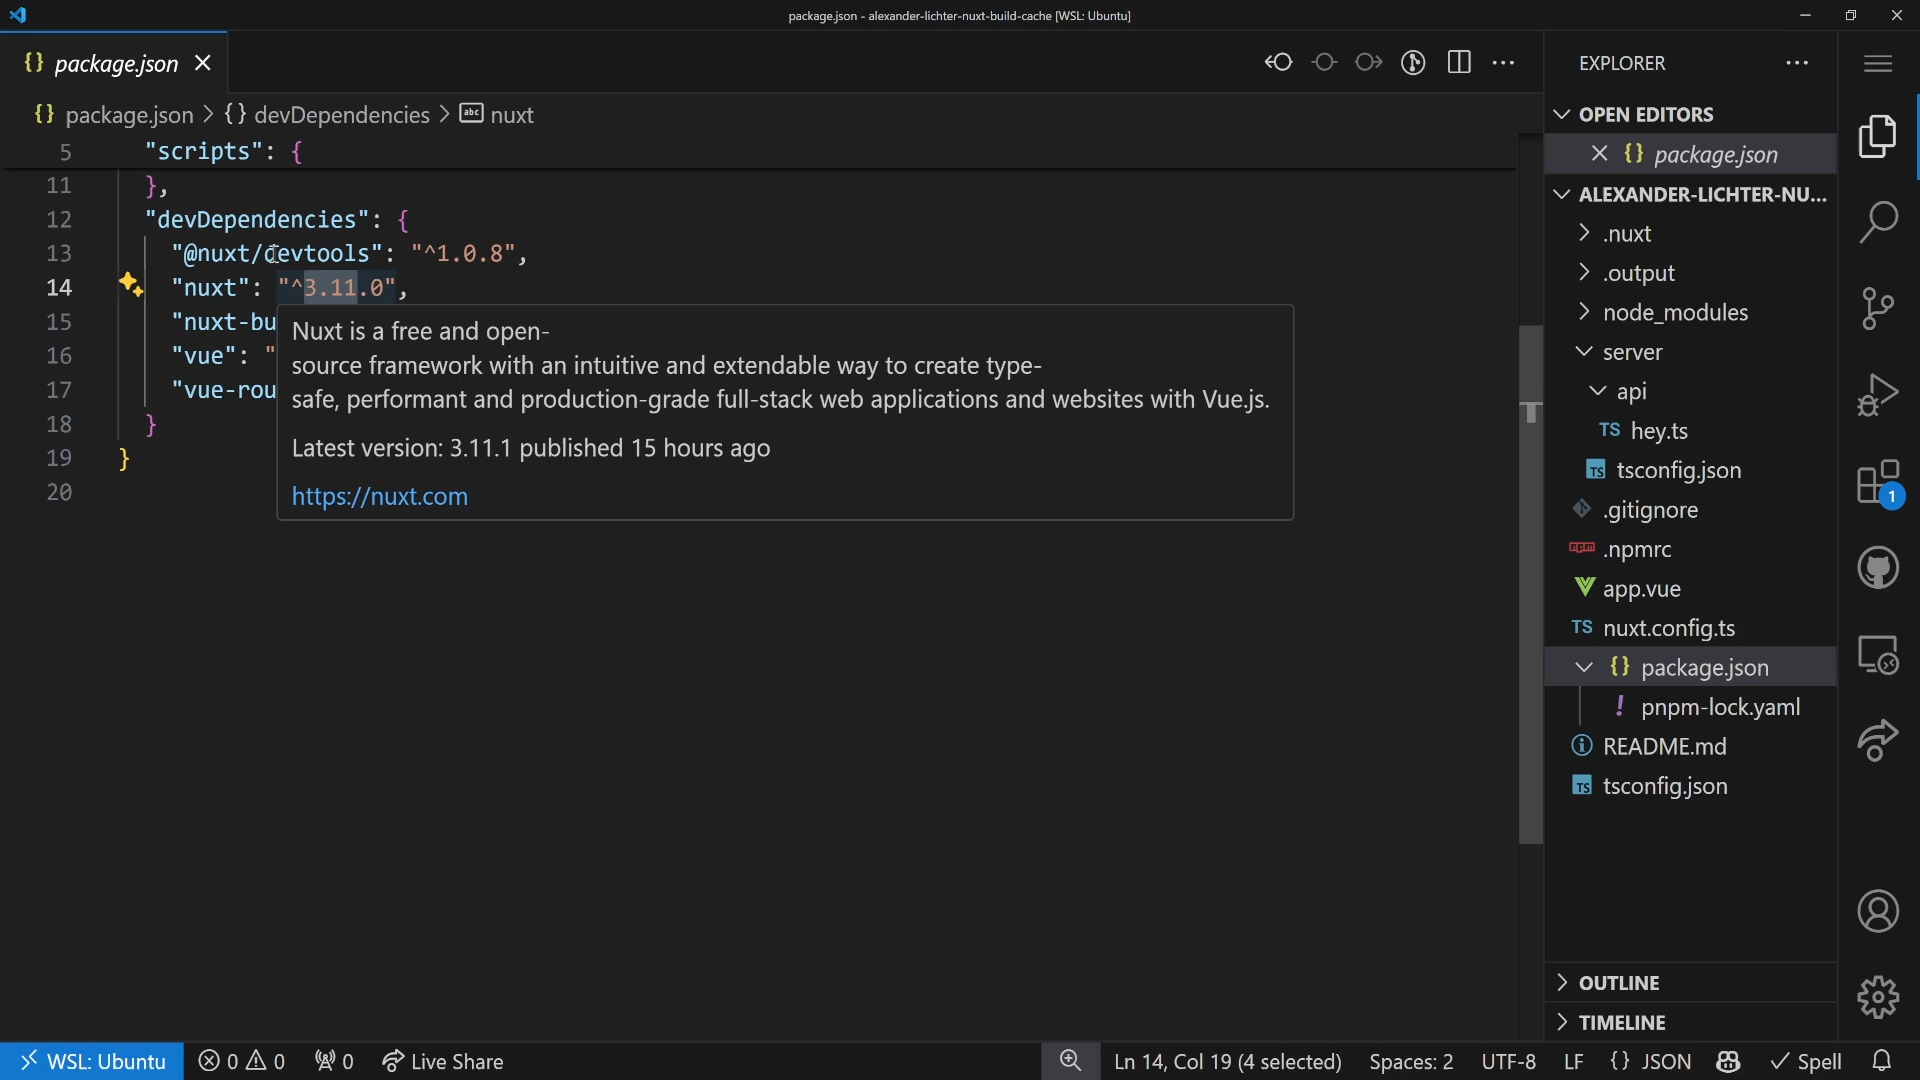 package.json - alexander-lichter-nuxt-build-cache [WSL: Ubuntu]
package.json
package.json > {} devDependencies > abc nuxt
5 "scripts": {
11 },
12 "devDependencies": {
13 "@nuxt/devtools": "^1.0.8",
14 "nuxt": "^3.11.0",
15 "nuxt-bu
16 "vue": "
17 "vue-rou
18 }
19 }
20
Nuxt is a free and open-
source framework with an intuitive and extendable way to create type-
safe, performant and production-grade full-stack web applications and websites with Vue.js.
Latest version: 3.11.1 published 15 hours ago
https://nuxt.com
EXPLORER
OPEN EDITORS
{} package.json
ALEXANDER-LICHTER-NU...
.nuxt
.output
node_modules
server
api
TS hey.ts
TS tsconfig.json
.gitignore
npm .npmrc
app.vue
TS nuxt.config.ts
{} package.json
! pnpm-lock.yaml
README.md
TS tsconfig.json
OUTLINE
TIMELINE
1
WSL: Ubuntu 0 0 0 Live Share Ln 14, Col 19 (4 selected) Spaces: 2 UTF-8 LF {} JSON Spell